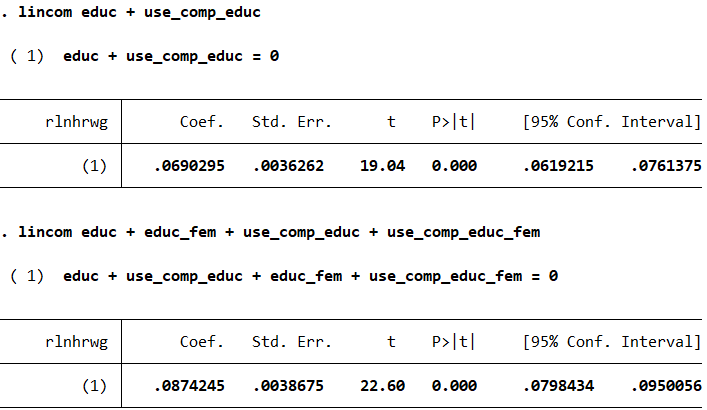 . lincom educ + use_comp_educ
( 1) educ + use_comp_educ = 0
rlnhrwg Coef. Std. Err. t P>|t| [95% Conf. Interval]
(1) .0690295 .0036262 19.04 0.000 .0619215 .0761375
. lincom educ + educ_fem + use_comp_educ + use_comp_educ_fem
( 1) educ + use_comp_educ + educ_fem + use_comp_educ_fem = 0
rlnhrwg Coef. Std. Err. t P>|t| [95% Conf. Interval]
(1) .0874245 .0038675 22.60 0.000 .0798434 .0950056